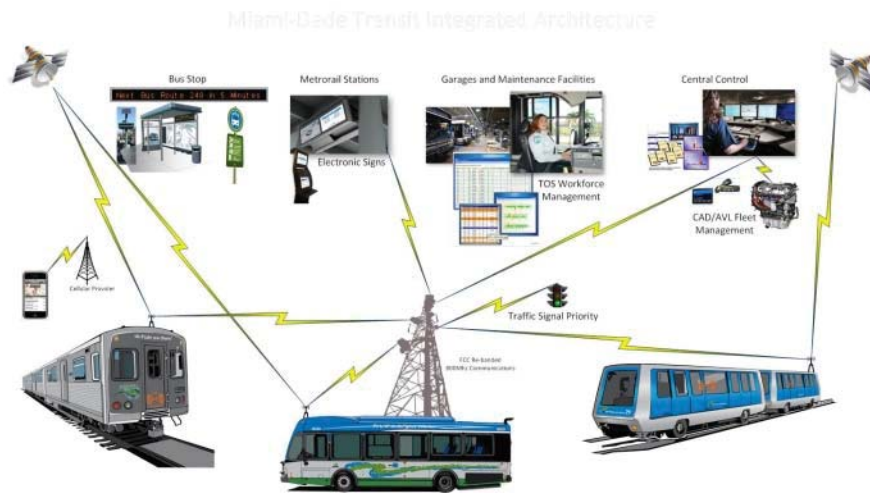 Miami-Dade Transit Integrated Architecture
Bus Stop
Metrorail Stations
Garages and Maintenance Facilities
Central Control
Next Bus Route 240 in 5 Minutes
Electronic Signs
TOS Workforce
Management
CAD/AVL Fleet
Management
Cellular Provider
Traffic Signal Priority
FCC Re-banded
800Mhz Communications